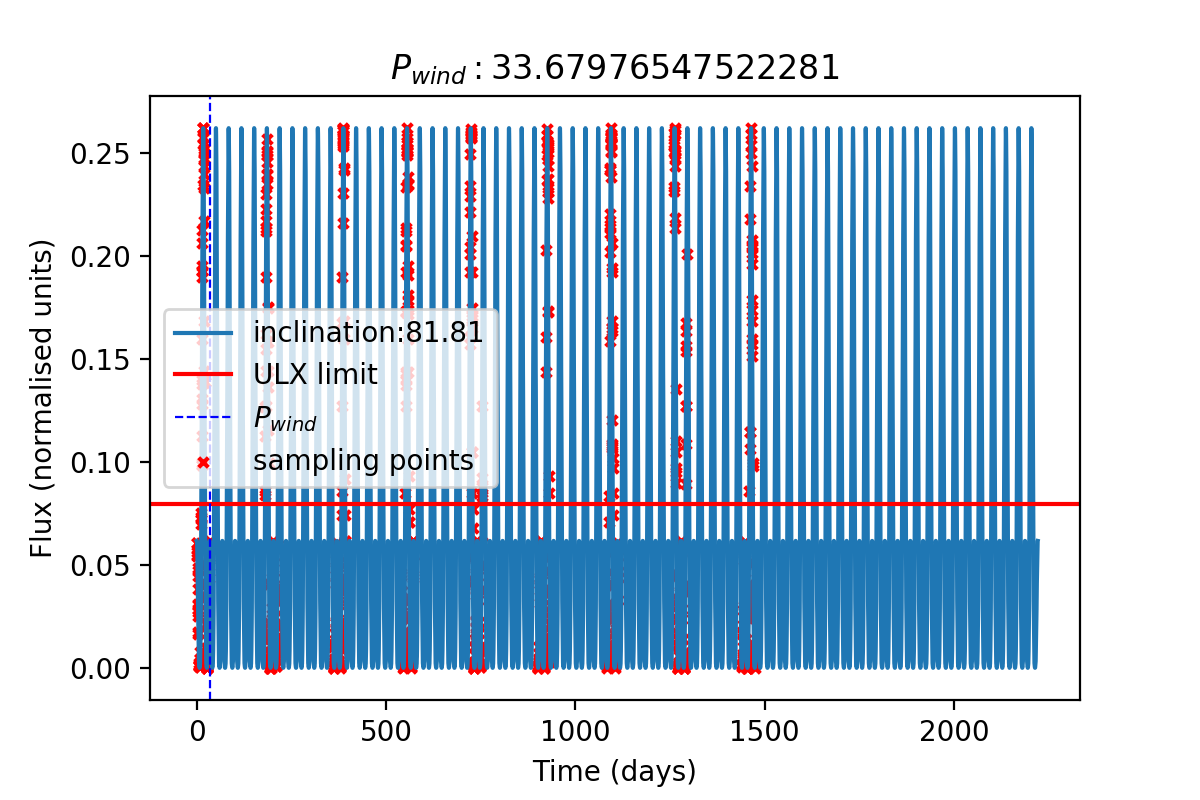 P_wind : 33.67976547522281
0.25
0.20
0.15
0.10
0.05
0.00
Flux (normalised units)
inclination:81.81
ULX limit
P_wind
sampling points
0 500 1000 1500 2000
Time (days)